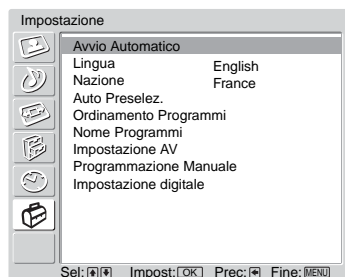 Impostazione
Avvio Automatico
Lingua English
Nazione France
Auto Preselez.
Ordinamento Programmi
Nome Programmi
Impostazione AV
Programmazione Manuale
Impostazione digitale
Sel: Impost: OK Prec: Fine: MENU